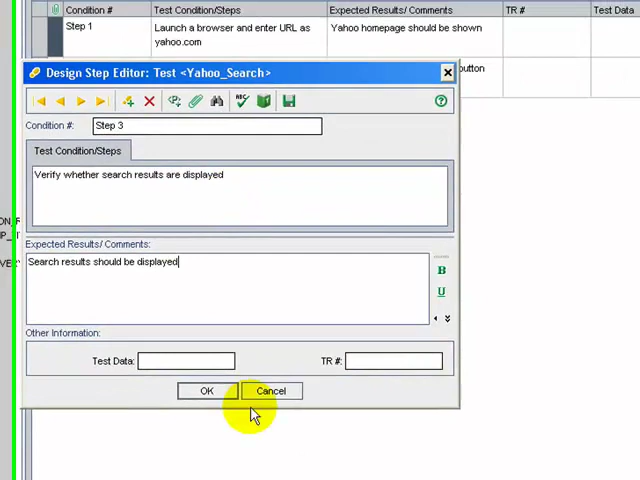 Condition # Test Condition/Steps Expected Results/ Comments TR # Test Data
Step 1 Launch a browser and enter URL as Yahoo homepage should be shown
yahoo.com
button
Design Step Editor: Test <Yahoo_Search>
ABC
Condition #: Step 3
Test Condition/Steps
Verify whether search results are displayed
Expected Results/ Comments:
Search results should be displayed
B
U
Other Information:
Test Data: TR #:
OK Cancel